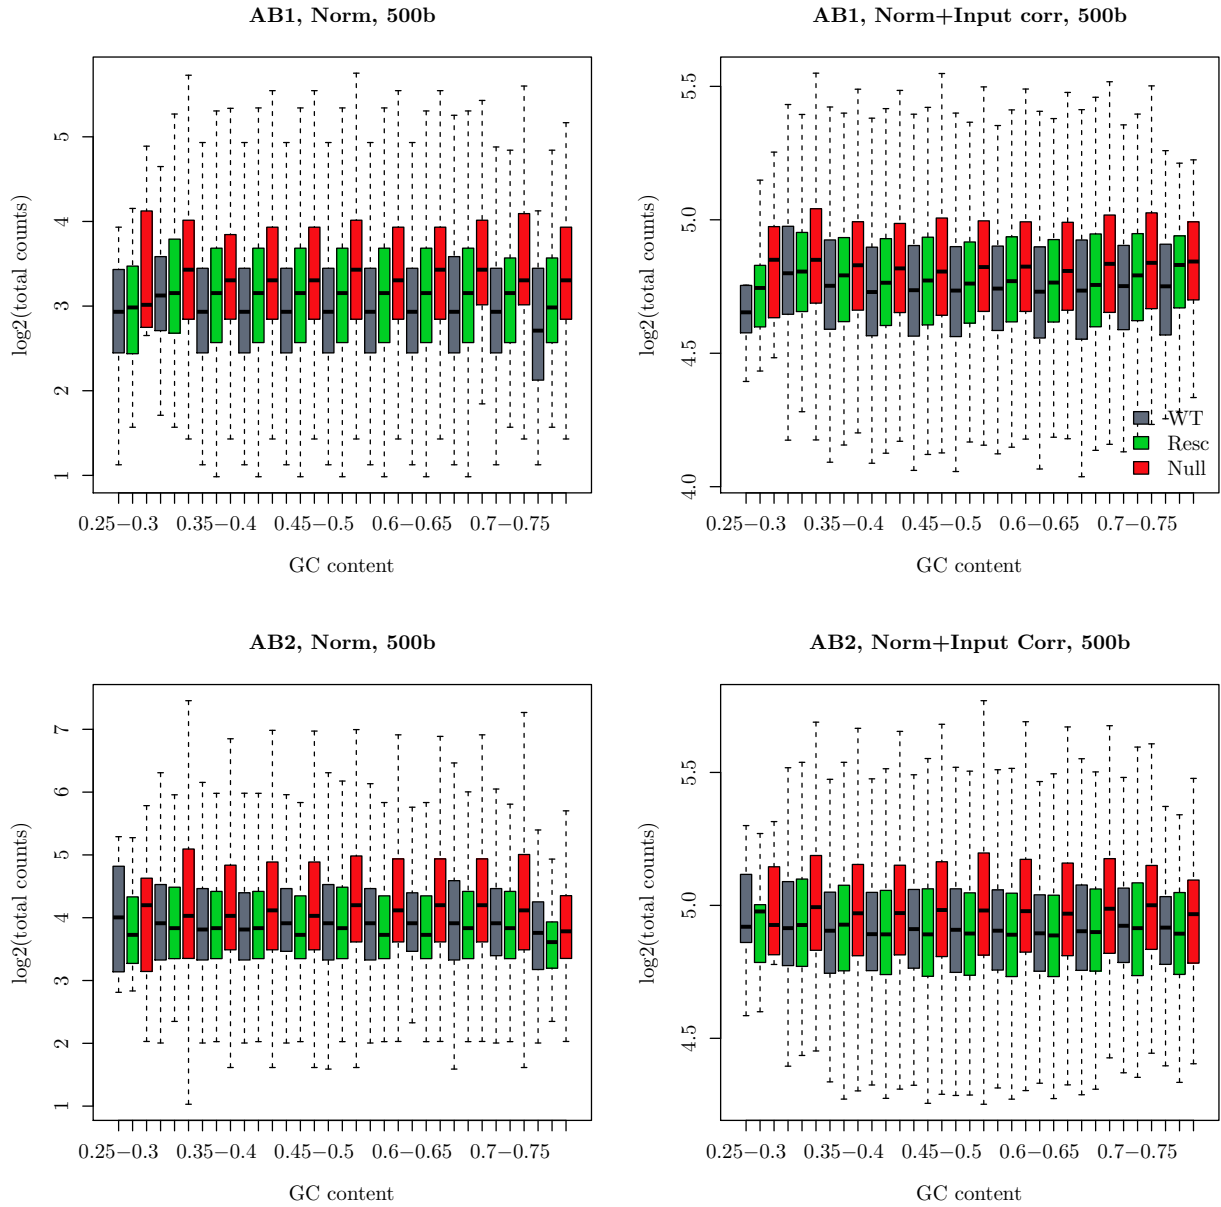 AB1, Norm, 500b
log2(total counts)
5
4
3
2
1
0.25−0.3 0.35−0.4 0.45−0.5 0.6−0.65 0.7−0.75
GC content
AB1, Norm+Input corr, 500b
log2(total counts)
5.5
5.0
4.5
4.0
WT
Resc
Null
0.25−0.3 0.35−0.4 0.45−0.5 0.6−0.65 0.7−0.75
GC content
AB2, Norm, 500b
log2(total counts)
7
6
5
4
3
2
1
0.25−0.3 0.35−0.4 0.45−0.5 0.6−0.65 0.7−0.75
GC content
AB2, Norm+Input Corr, 500b
log2(total counts)
5.5
5.0
4.5
0.25−0.3 0.35−0.4 0.45−0.5 0.6−0.65 0.7−0.75
GC content